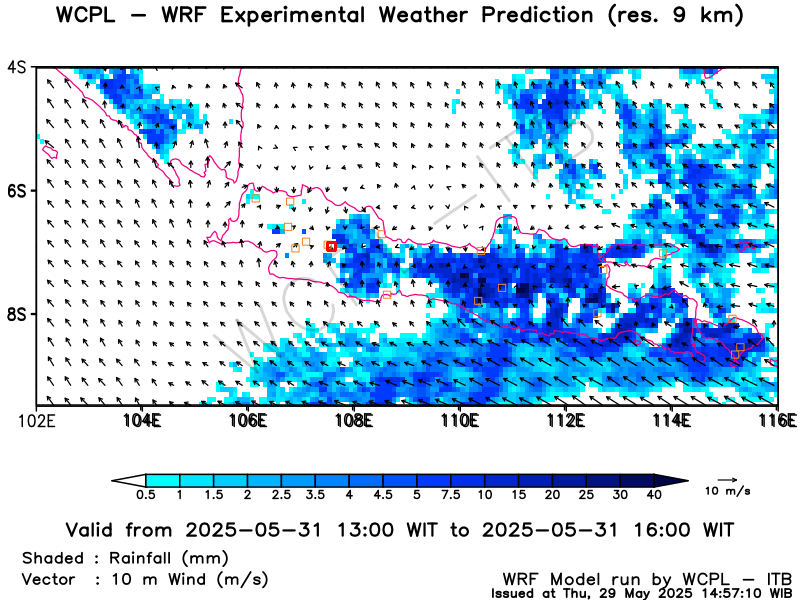 WCPL – WRF Experimental Weather Prediction (res. 9 km)
4S
6S
8S
102E 104E 106E 108E 110E 112E 114E 116E
WCPL – ITB
0.5 1 1.5 2 2.5 3.5 4 4.5 5 7.5 10 15 20 25 30 40
10 m/s
Valid from 2025–05–31 13:00 WIT to 2025–05–31 16:00 WIT
Shaded : Rainfall (mm)
Vector : 10 m Wind (m/s)
WRF Model run by WCPL – ITB
Issued at Thu, 29 May 2025 14:57:10 WIB